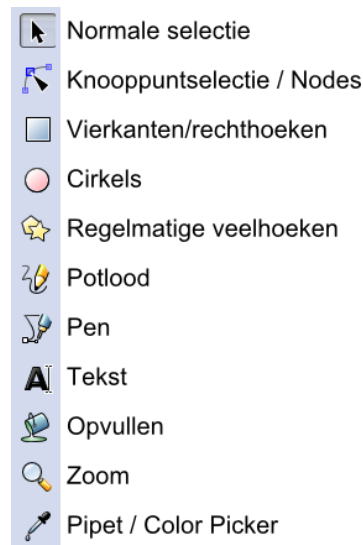 Normale selectie
Knooppuntselectie / Nodes
Vierkanten/rechthoeken
Cirkels
Regelmatige veelhoeken
Potlood
Pen
Tekst
Opvullen
Zoom
Pipet / Color Picker